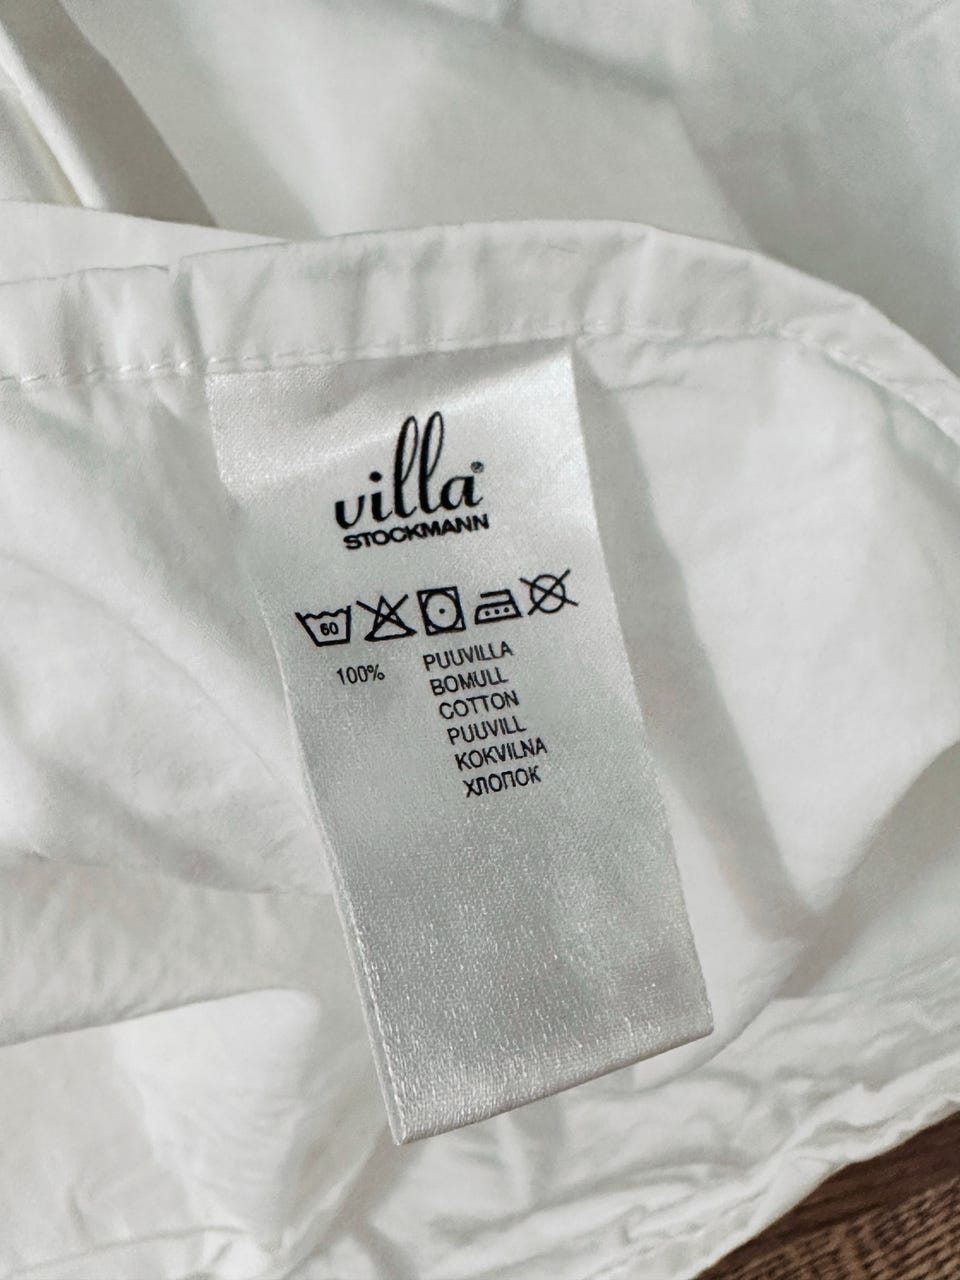 villa®
STOCKMANN
60
100% PUUVILLA
BOMULL
COTTON
PUUVILL
KOKVILNA
ХЛОПОК